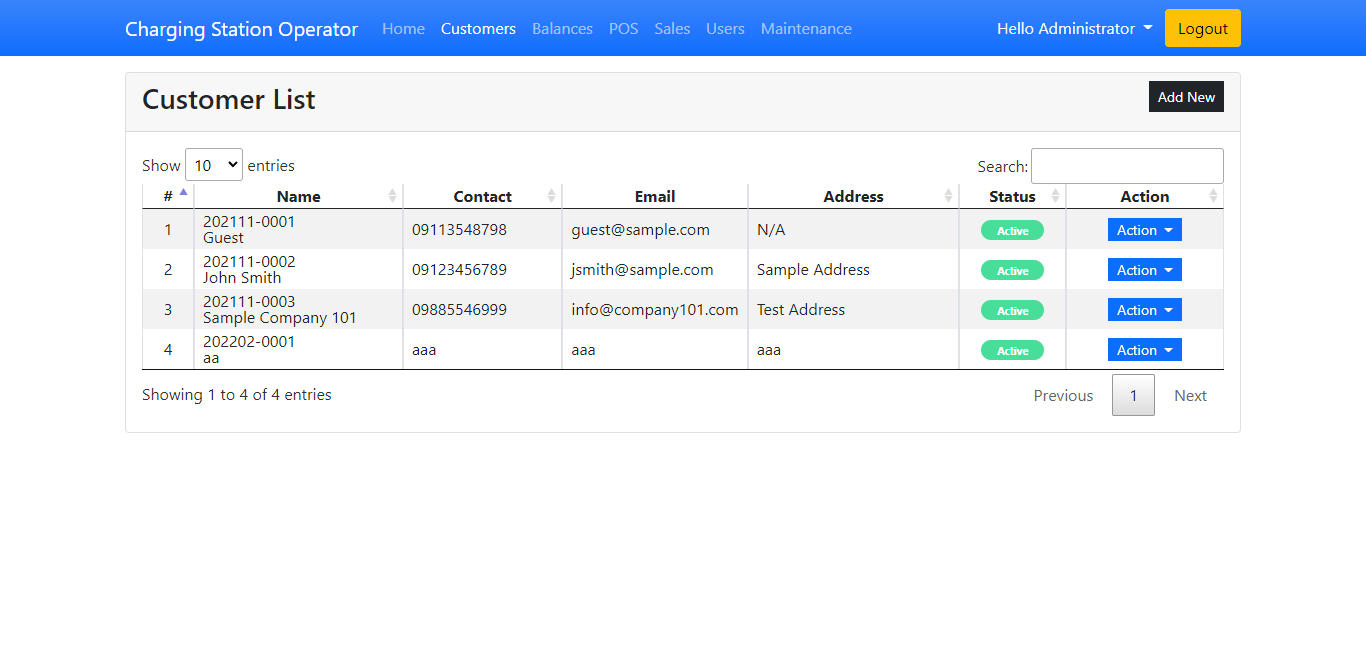 Charging Station Operator Home Customers Balances POS Sales Users Maintenance Hello Administrator Logout
Customer List Add New
Show 10 entries Search:
# Name Contact Email Address Status Action
1 202111-0001 09113548798 guest@sample.com N/A Active Action
Guest
2 202111-0002 09123456789 jsmith@sample.com Sample Address Active Action
John Smith
3 202111-0003 09885546999 info@company101.com Test Address Active Action
Sample Company 101
4 202202-0001 aaa aaa aaa Active Action
aa
Showing 1 to 4 of 4 entries Previous 1 Next